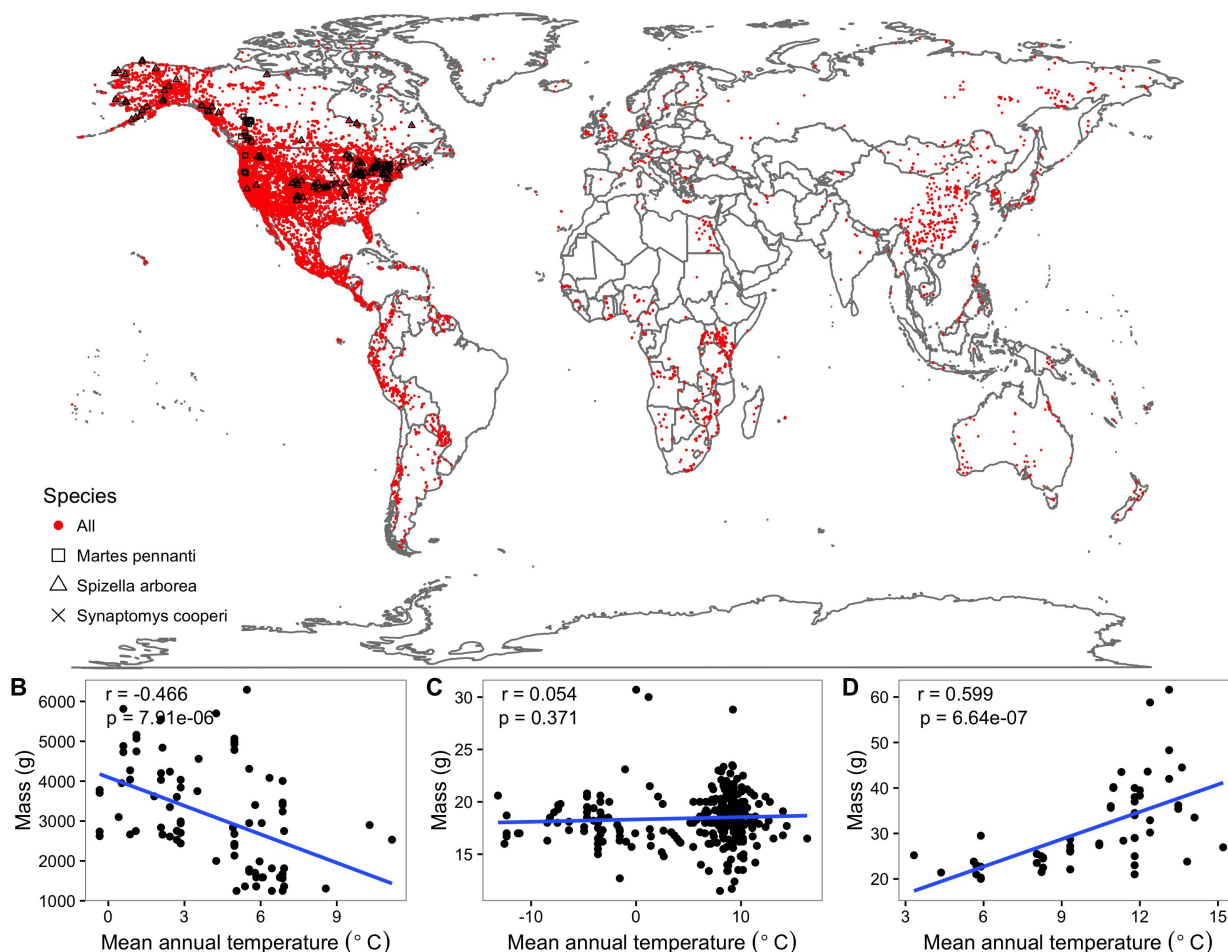 Species
All
Martes pennanti
Spizella arborea
Synaptomys cooperi
B
r = -0.466
p = 7.91e-06
Mass (g)
6000
5000
4000
3000
2000
1000
0 3 6 9
Mean annual temperature (° C)
C
r = 0.054
p = 0.371
Mass (g)
30
25
20
15
-10 0 10
Mean annual temperature (° C)
D
r = 0.599
p = 6.64e-07
Mass (g)
60
50
40
30
20
3 6 9 12 15
Mean annual temperature (° C)